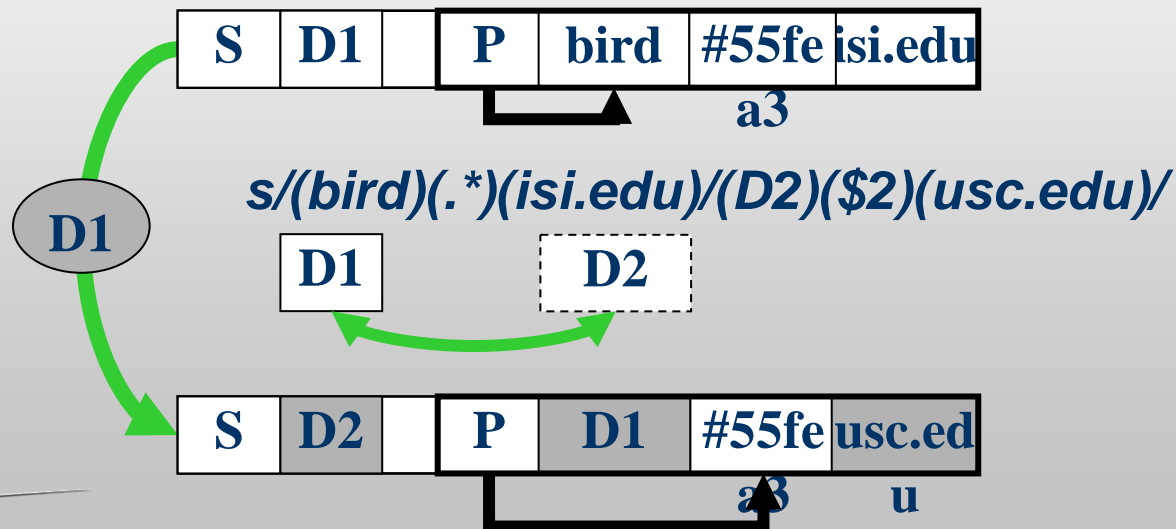 S D1 P bird #55fe isi.edu
a3
s/(bird)(.*)(isi.edu)/(D2)($2)(usc.edu)/
D1
D1 D2
S D2 P D1 #55fe usc.ed
a3 u